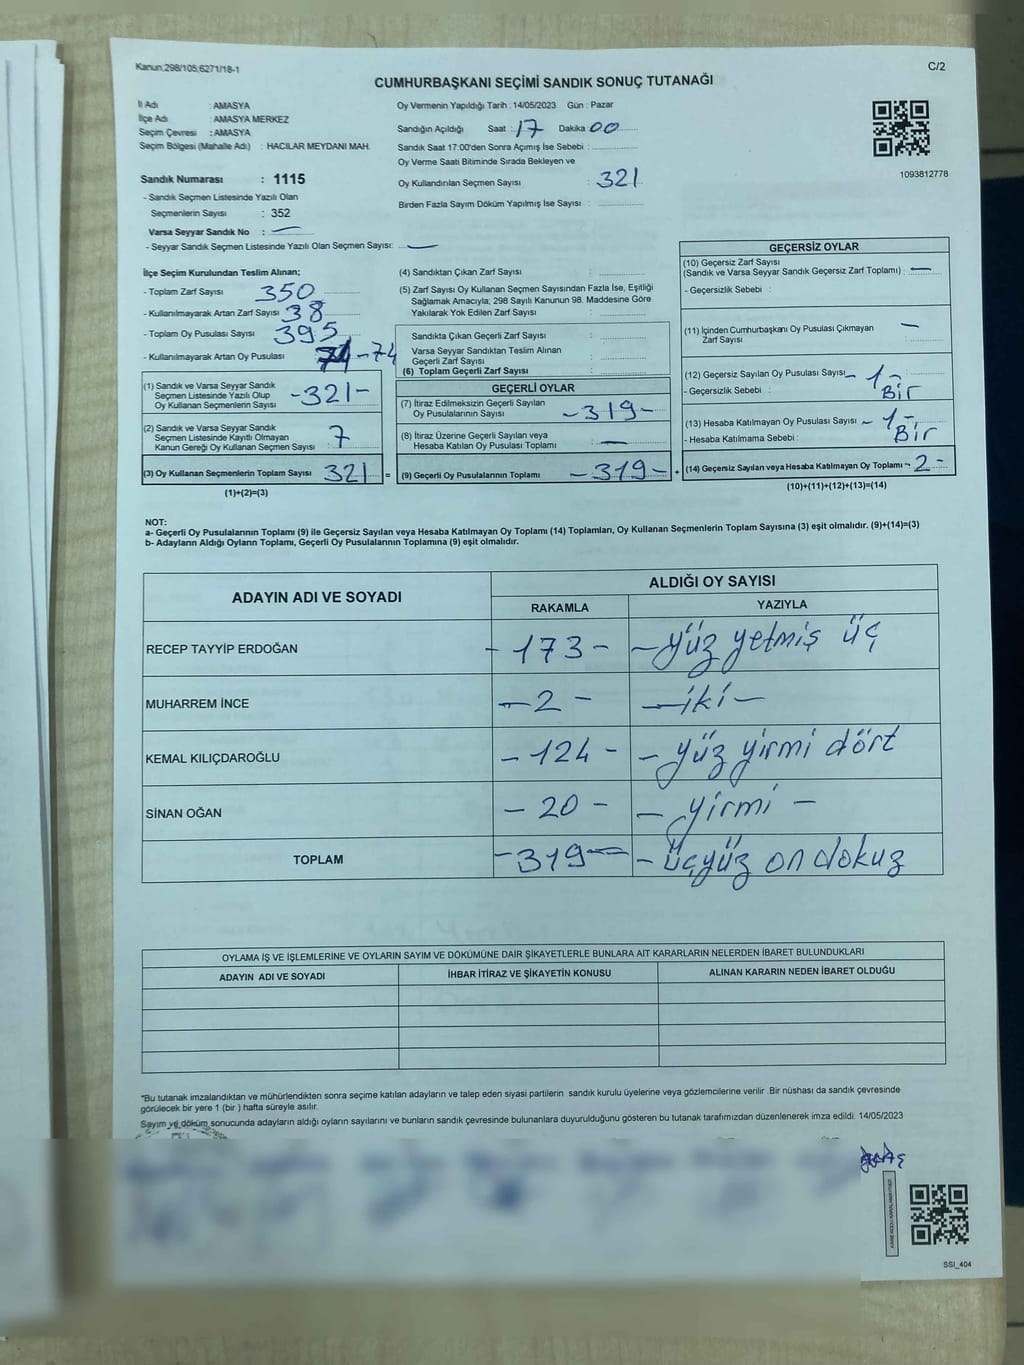 Kanun,298/105,6271/18-1
C/2
CUMHURBAŞKANI SEÇİMİ SANDIK SONUÇ TUTANAĞI
İl Adı : AMASYA
İlçe Adı : AMASYA MERKEZ
Seçim Çevresi : AMASYA
Seçim Bölgesi (Mahalle Adı) : HACILAR MEYDANI MAH.
Sandık Numarası : 1115
- Sandık Seçmen Listesinde Yazılı Olan
Seçmenlerin Sayısı : 352
Varsa Seyyar Sandık No : —
- Seyyar Sandık Seçmen Listesinde Yazılı Olan Seçmen Sayısı: —
Oy Vermenin Yapıldığı Tarih : 14/05/2023 Gün : Pazar
Sandığın Açıldığı Saat : 17 Dakika 00
Sandık Saat 17:00'den Sonra Açımış İse Sebebi :
Oy Verme Saati Bitiminde Sırada Bekleyen ve
Oy Kullandırılan Seçmen Sayısı : 321
Birden Fazla Sayım Döküm Yapılmış İse Sayısı :
1093812778
İlçe Seçim Kurulundan Teslim Alınan;
- Toplam Zarf Sayısı 350
- Kullanılmayarak Artan Zarf Sayısı 38
- Toplam Oy Pusulası Sayısı 395
- Kullanılmayarak Artan Oy Pusulası 74 - 74
(1) Sandık ve Varsa Seyyar Sandık
Seçmen Listesinde Yazılı Olup
Oy Kullanan Seçmenlerin Sayısı -321-
(2) Sandık ve Varsa Seyyar Sandık
Seçmen Listesinde Kayıtlı Olmayan
Kanun Gereği Oy Kullanan Seçmen Sayısı 7
(3) Oy Kullanan Seçmenlerin Toplam Sayısı 321 =
(1)+(2)=(3)
(4) Sandıktan Çıkan Zarf Sayısı :
(5) Zarf Sayısı Oy Kullanan Seçmen Sayısından Fazla İse, Eşitliği
Sağlamak Amacıyla; 298 Sayılı Kanunun 98. Maddesine Göre
Yakılarak Yok Edilen Zarf Sayısı :
Sandıkta Çıkan Geçerli Zarf Sayısı :
Varsa Seyyar Sandıktan Teslim Alınan
Geçerli Zarf Sayısı :
(6) Toplam Geçerli Zarf Sayısı :
GEÇERLİ OYLAR
(7) İtiraz Edilmeksizin Geçerli Sayılan
Oy Pusulalarının Sayısı -319-
(8) İtiraz Üzerine Geçerli Sayılan veya
Hesaba Katılan Oy Pusulası Toplamı —
(9) Geçerli Oy Pusulalarının Toplamı -319- +
GEÇERSİZ OYLAR
(10) Geçersiz Zarf Sayısı
(Sandık ve Varsa Seyyar Sandık Geçersiz Zarf Toplamı) : —
- Geçersizlik Sebebi :
(11) İçinden Cumhurbaşkanı Oy Pusulası Çıkmayan
Zarf Sayısı : —
(12) Geçersiz Sayılan Oy Pusulası Sayısı - 1 -
- Geçersizlik Sebebi : Bir
(13) Hesaba Katılmayan Oy Pusulası Sayısı - 1 -
- Hesaba Katılmama Sebebi : Bir
(14) Geçersiz Sayılan veya Hesaba Katılmayan Oy Toplamı - 2 -
(10)+(11)+(12)+(13)=(14)
NOT:
a- Geçerli Oy Pusulalarının Toplamı (9) ile Geçersiz Sayılan veya Hesaba Katılmayan Oy Toplamı (14) Toplamları, Oy Kullanan Seçmenlerin Toplam Sayısına (3) eşit olmalıdır. (9)+(14)=(3)
b- Adayların Aldığı Oyların Toplamı, Geçerli Oy Pusulalarının Toplamına (9) eşit olmalıdır.
ADAYIN ADI VE SOYADI ALDIĞI OY SAYISI
RAKAMLA YAZIYLA
RECEP TAYYİP ERDOĞAN - 173 - - yüz yetmiş üç
MUHARREM İNCE - 2 - - iki -
KEMAL KILIÇDAROĞLU - 124 - - yüz yirmi dört
SİNAN OĞAN - 20 - - yirmi -
TOPLAM - 319 - - üçyüz on dokuz
OYLAMA İŞ VE İŞLEMLERİNE VE OYLARIN SAYIM VE DÖKÜMÜNE DAİR ŞİKAYETLERLE BUNLARA AİT KARARLARIN NELERDEN İBARET BULUNDUKLARI
ADAYIN ADI VE SOYADI İHBAR İTİRAZ VE ŞİKAYETİN KONUSU ALINAN KARARIN NEDEN İBARET OLDUĞU
*Bu tutanak imzalandıktan ve mühürlendikten sonra seçime katılan adayların ve talep eden siyasi partilerin sandık kurulu üyelerine veya gözlemcilerine verilir. Bir nüshası da sandık çevresinde
görülecek bir yere 1 (bir) hafta süreyle asılır.
Sayım ve döküm sonucunda adayların aldığı oyların sayılarını ve bunların sandık çevresinde bulunanlara duyurulduğunu gösteren bu tutanak tarafımızdan düzenlenerek imza edildi. 14/05/2023
SSİ_404